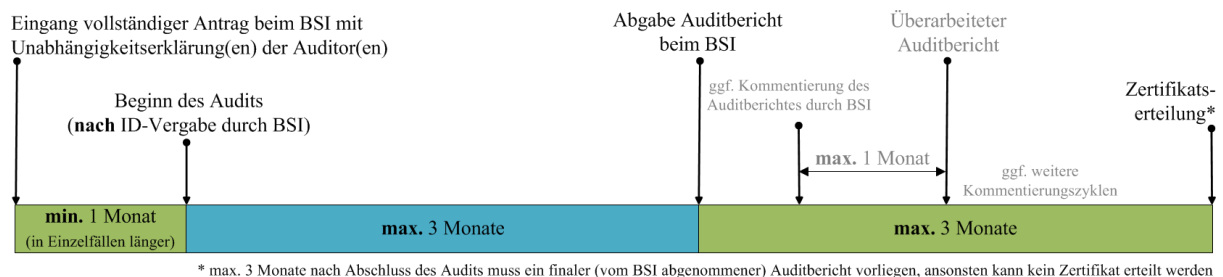 Eingang vollständiger Antrag beim BSI mit
Unabhängigkeitserklärung(en) der Auditor(en)
Beginn des Audits
(nach ID-Vergabe durch BSI)
Abgabe Auditbericht
beim BSI
ggf. Kommentierung des
Auditberichtes durch BSI
Überarbeiteter
Auditbericht
max. 1 Monat
ggf. weitere
Kommentierungszyklen
Zertifikats-
erteilung*
min. 1 Monat
(in Einzelfällen länger)
max. 3 Monate
max. 3 Monate
* max. 3 Monate nach Abschluss des Audits muss ein finaler (vom BSI abgenommener) Auditbericht vorliegen, ansonsten kann kein Zertifikat erteilt werden